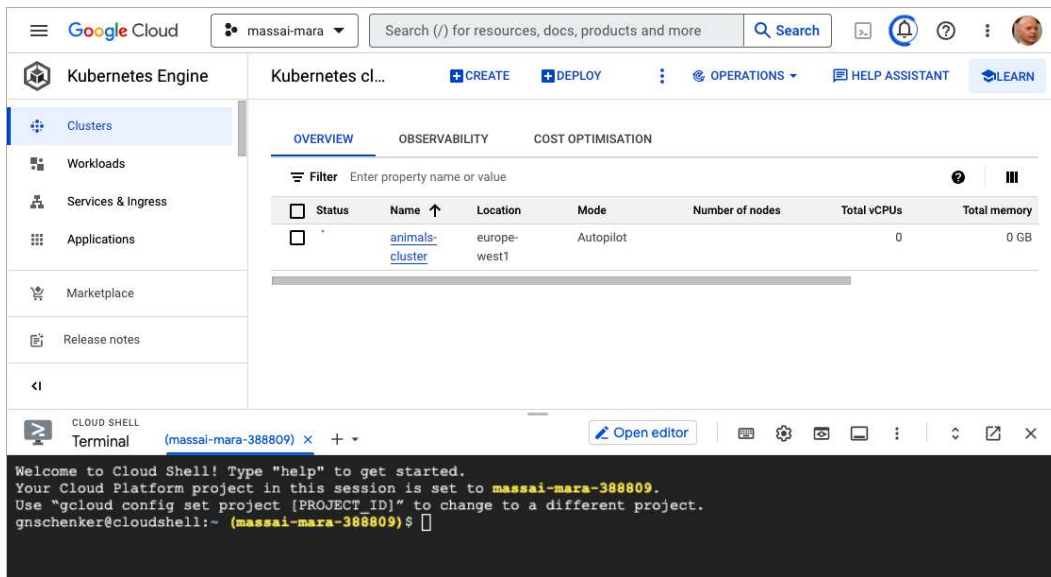 Google Cloud
massai-mara
Search (/) for resources, docs, products and more
Search
Kubernetes Engine
Kubernetes cl...
CREATE
DEPLOY
OPERATIONS
HELP ASSISTANT
LEARN
Clusters
Workloads
Services & Ingress
Applications
Marketplace
Release notes
OVERVIEW
OBSERVABILITY
COST OPTIMISATION
Filter Enter property name or value
Status Name Location Mode Number of nodes Total vCPUs Total memory
animals- europe- Autopilot 0 0 GB
cluster west1
CLOUD SHELL
Terminal
(massai-mara-388809) × + Open editor
Welcome to Cloud Shell! Type "help" to get started.
Your Cloud Platform project in this session is set to massai-mara-388809.
Use "gcloud config set project [PROJECT_ID]" to change to a different project.
gnschenker@cloudshell:~ (massai-mara-388809)$